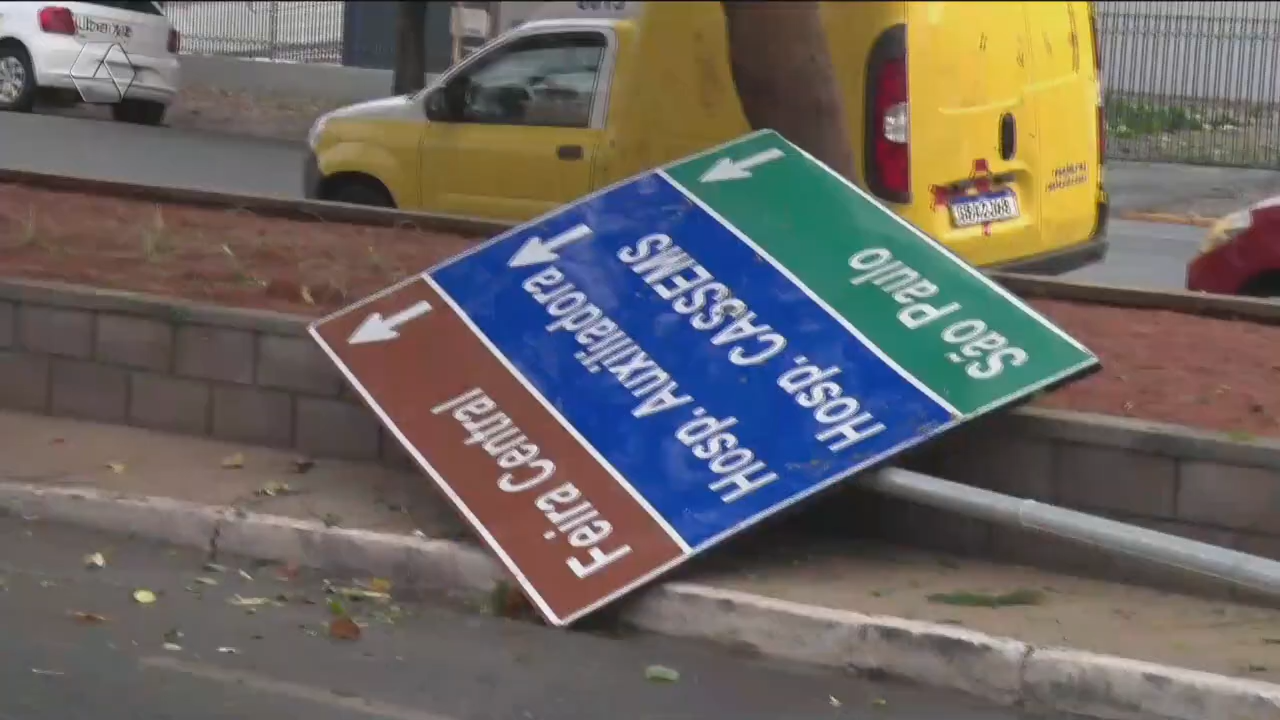 São Paulo
Hosp. CASSEMS
Hosp. Auxiliadora
Feira Central